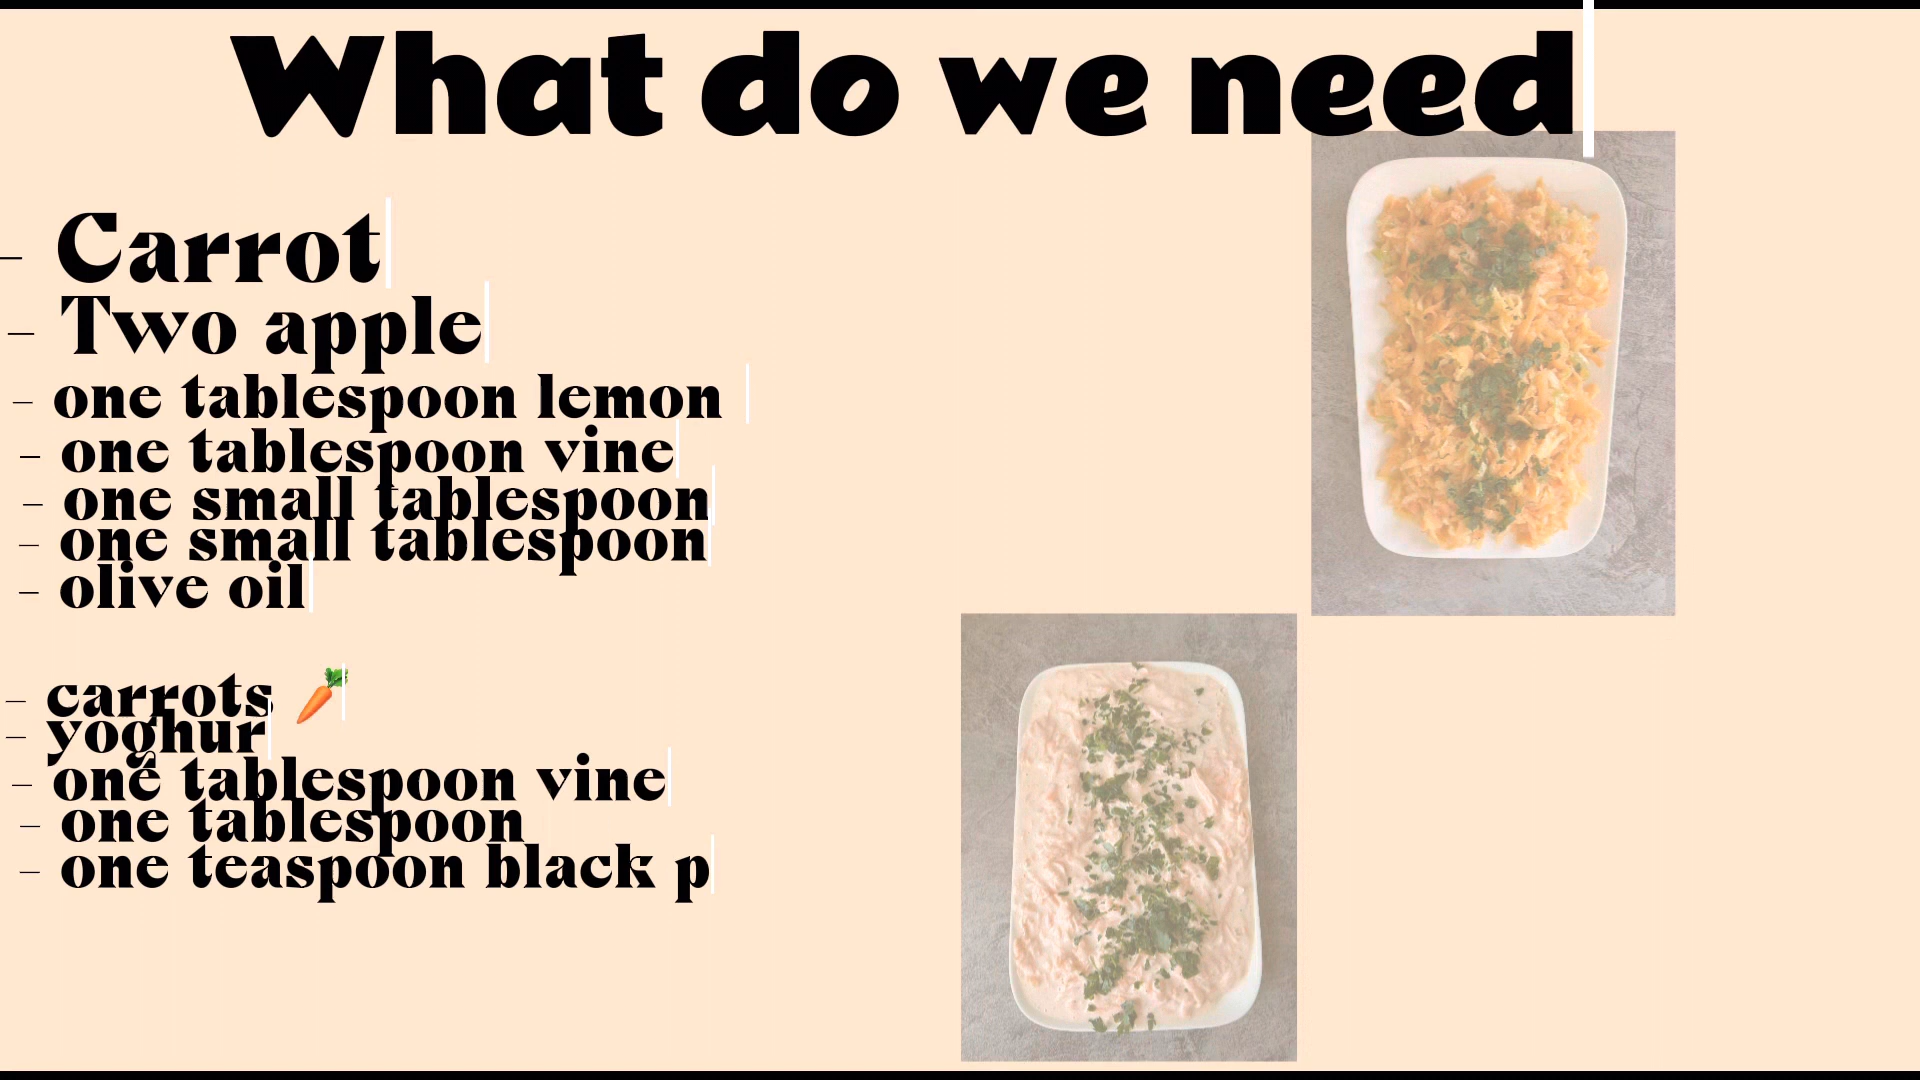 What do we need
– Carrot
– Two apple
– one tablespoon lemon
– one tablespoon vine
– one small tablespoon
– one small tablespoon
– olive oil
– carrots 🥕
– yoghur
– one tablespoon vine
– one tablespoon
– one teaspoon black p